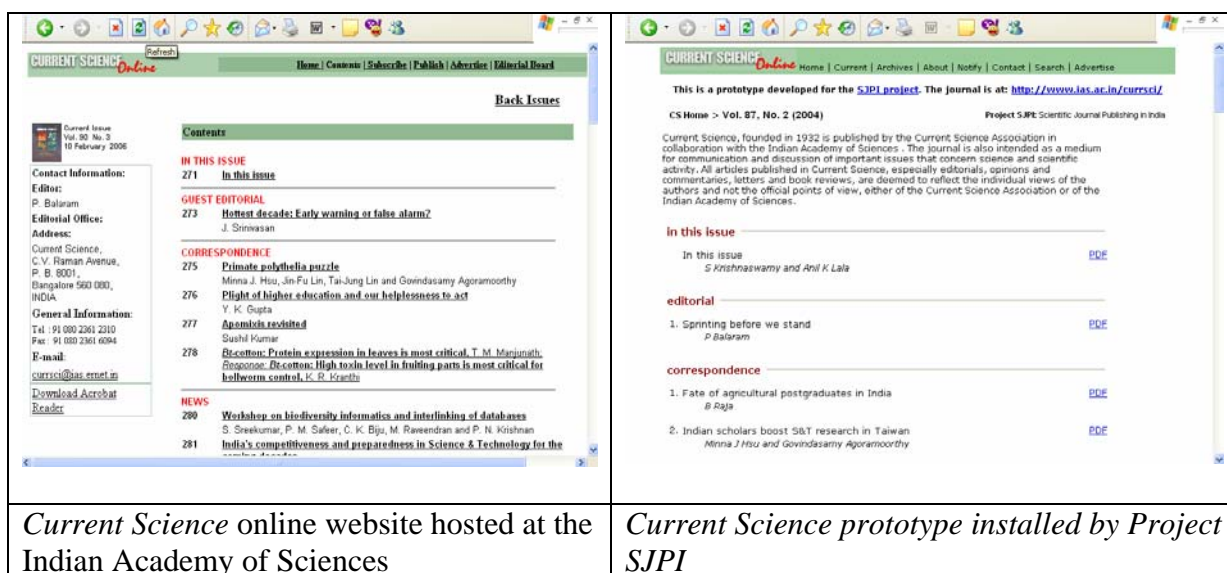 Refresh
CURRENT SCIENCE Online
Home | Contents | Subscribe | Publish | Advertise | Editorial Board
Back Issues
Current Issue
Vol. 90 No. 3
10 February 2006
Contact Information:
Editor:
P. Balaram
Editorial Office:
Address:
Current Science,
C.V. Raman Avenue,
P. B. 8001,
Bangalore 560 080,
INDIA
General Information:
Tel : 91 080 2361 2310
Fax : 91 080 2361 6094
E-mail:
currsci@ias.ernet.in
Download Acrobat
Reader
Contents
IN THIS ISSUE
271 In this issue
GUEST EDITORIAL
273 Hottest decade: Early warning or false alarm?
J. Srinivasan
CORRESPONDENCE
275 Primate polythelia puzzle
Minna J. Hsu, Jin-Fu Lin, Tai-Jung Lin and Govindasamy Agoramoorthy
276 Plight of higher education and our helplessness to act
Y. K. Gupta
277 Apomixis revisited
Sushil Kumar
278 Bt-cotton: Protein expression in leaves is most critical, T. M. Manjunath;
Response: Bt-cotton: High toxin level in fruiting parts is most critical for
bollworm control, K. R. Kranthi
NEWS
280 Workshop on biodiversity informatics and interlinking of databases
S. Sreekumar, P. M. Safeer, C. K. Biju, M. Raveendran and P. N. Krishnan
281 India's competitiveness and preparedness in Science & Technology for the
Current Science online website hosted at the
Indian Academy of Sciences
CURRENT SCIENCE Online Home | Current | Archives | About | Notify | Contact | Search | Advertise
This is a prototype developed for the SJPI project. The journal is at: http://www.ias.ac.in/currsci/
CS Home > Vol. 87, No. 2 (2004) Project SJPI: Scientific Journal Publishing in India
Current Science, founded in 1932 is published by the Current Science Association in
collaboration with the Indian Academy of Sciences . The journal is also intended as a medium
for communication and discussion of important issues that concern science and scientific
activity. All articles published in Current Science, especially editorials, opinions and
commentaries, letters and book reviews, are deemed to reflect the individual views of the
authors and not the official points of view, either of the Current Science Association or of the
Indian Academy of Sciences.
in this issue
In this issue PDF
S Krishnaswamy and Anil K Lala
editorial
1. Sprinting before we stand PDF
P Balaram
correspondence
1. Fate of agricultural postgraduates in India PDF
B Raja
2. Indian scholars boost S&T research in Taiwan PDF
Minna J Hsu and Govindasamy Agoramoorthy
Current Science prototype installed by Project
SJPI